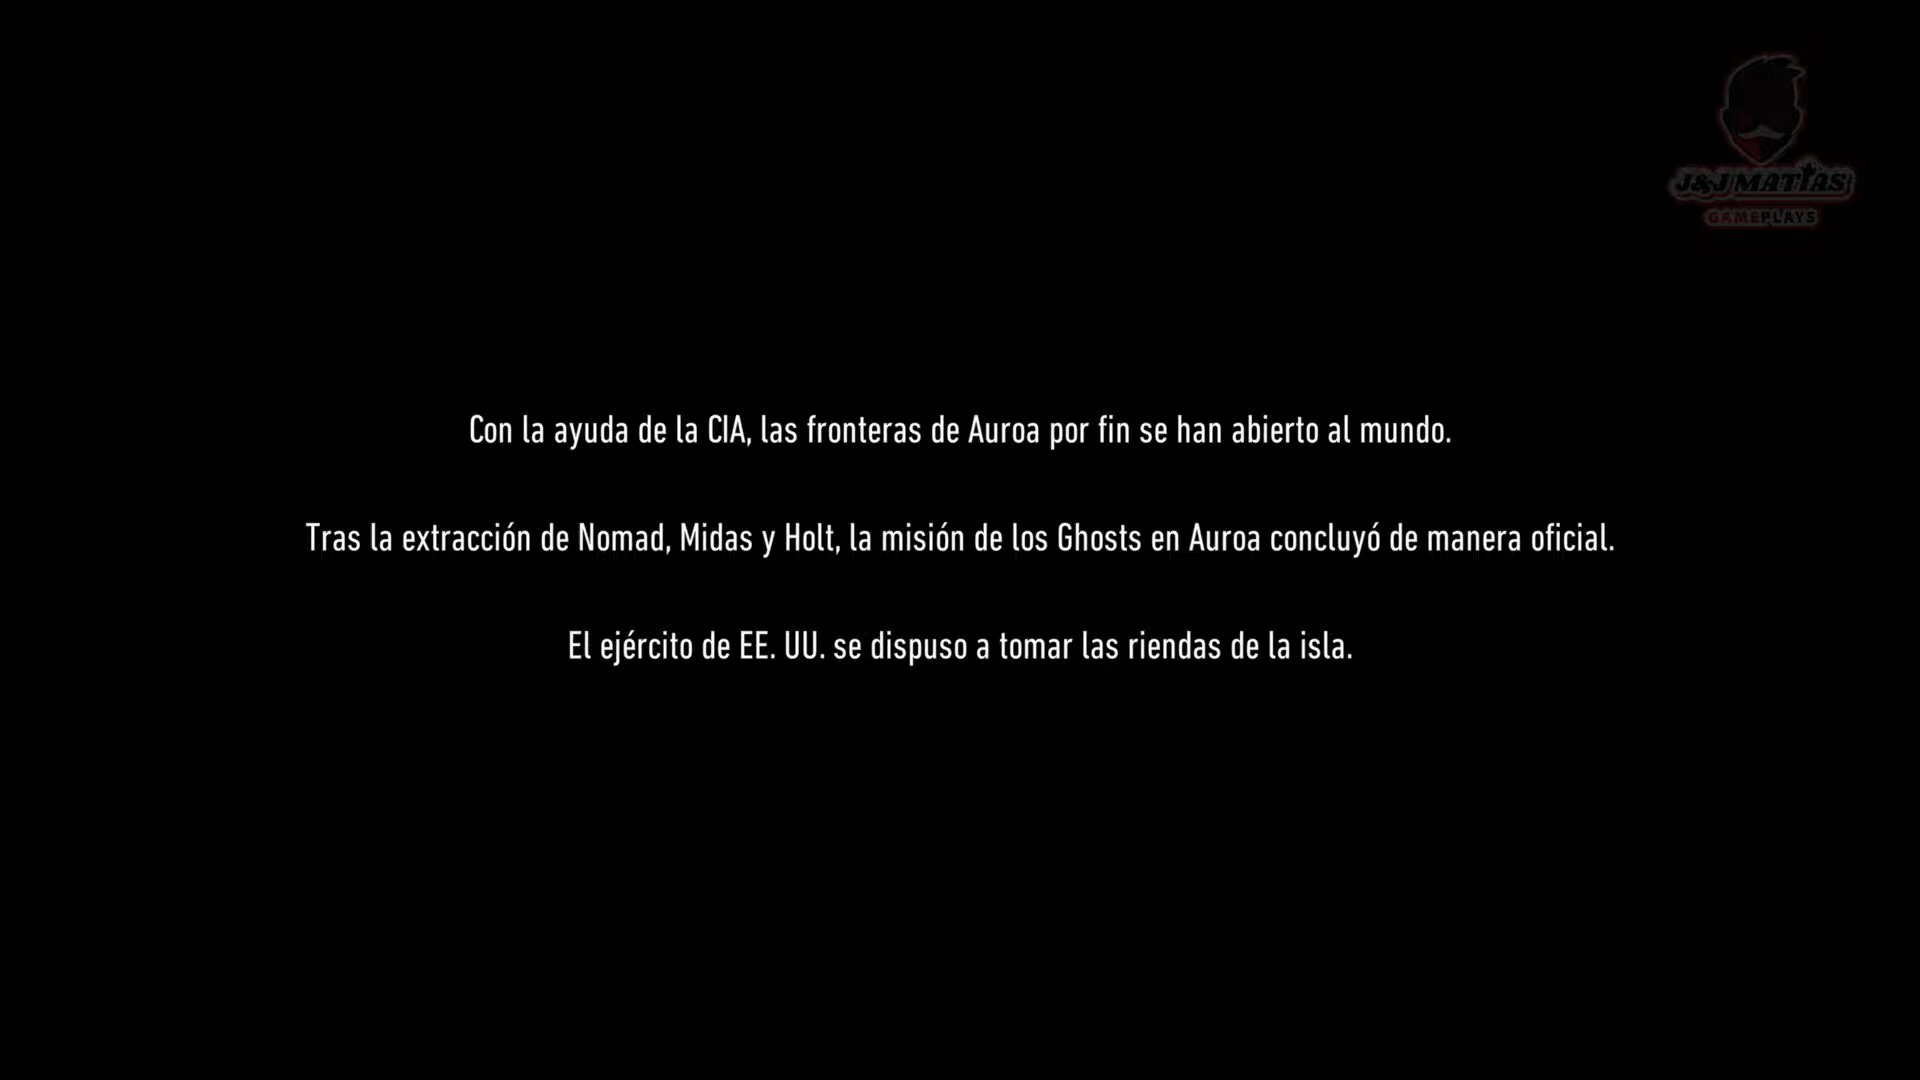 J&J MATIAS
GAMEPLAYS
Con la ayuda de la CIA, las fronteras de Auroa por fin se han abierto al mundo.
Tras la extracción de Nomad, Midas y Holt, la misión de los Ghosts en Auroa concluyó de manera oficial.
El ejército de EE. UU. se dispuso a tomar las riendas de la isla.